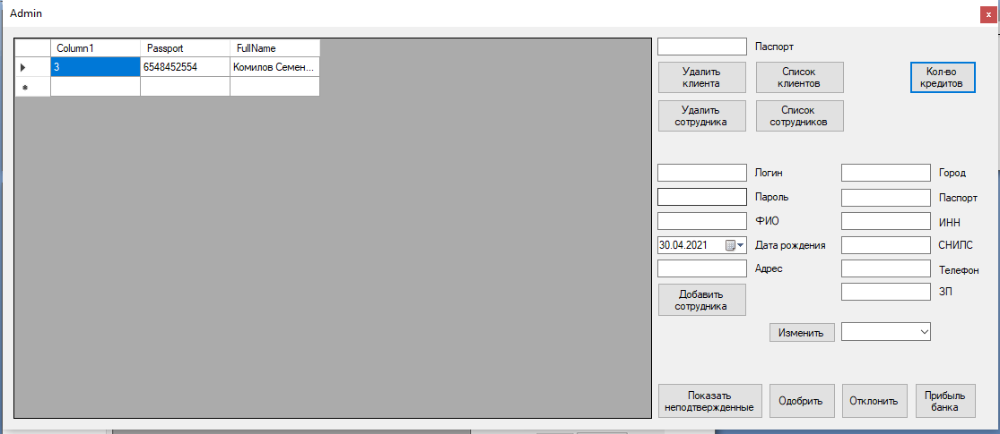 Admin
x
Column1 Passport FullName
3 6548452554 Комилов Семен...
Паспорт
Удалить
клиента
Список
клиентов
Кол-во
кредитов
Удалить
сотрудника
Список
сотрудников
Логин
Город
Пароль
Паспорт
ФИО
ИНН
30.04.2021
Дата рождения
СНИЛС
Адрес
Телефон
ЗП
Добавить
сотрудника
Изменить
Показать
неподтвержденные
Одобрить
Отклонить
Прибыль
банка